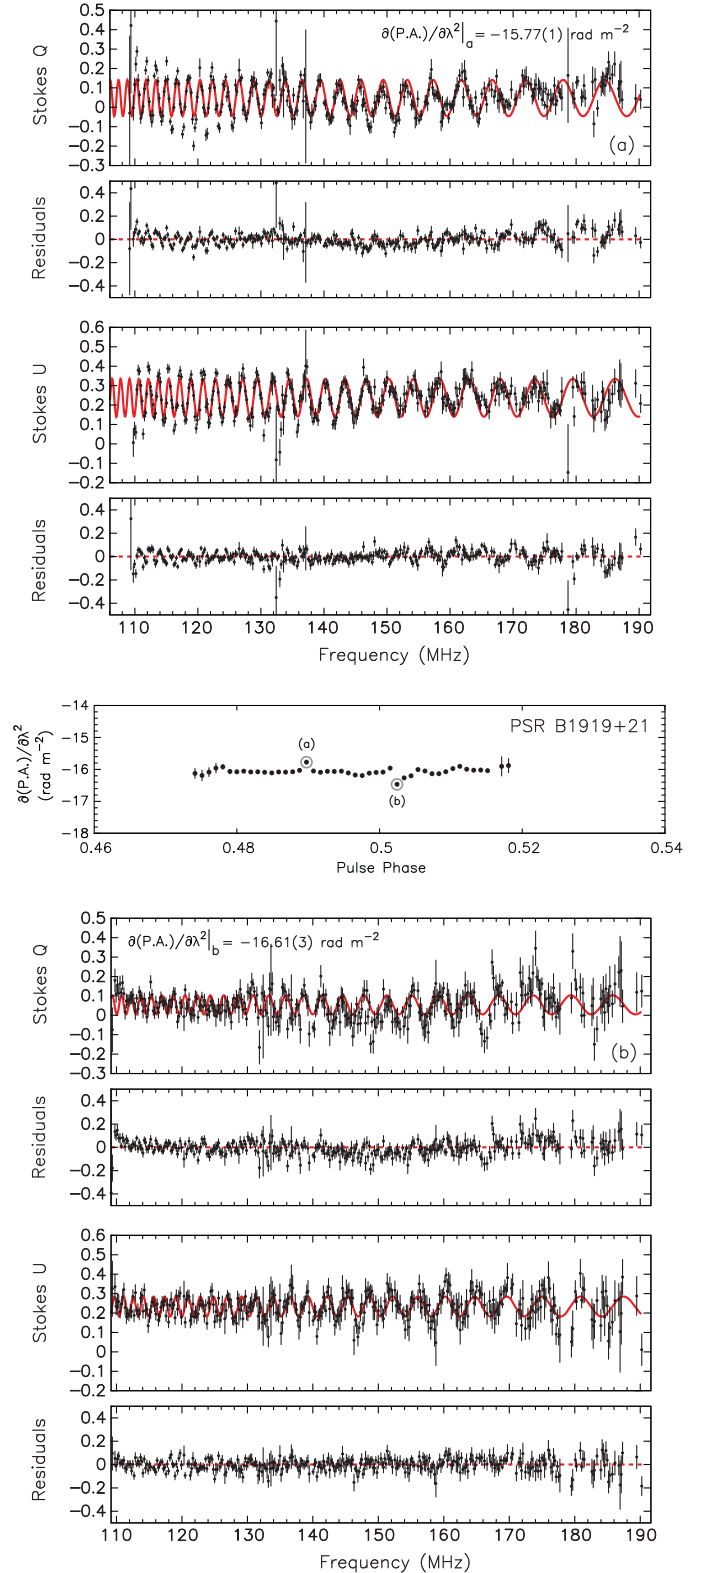 ∂(P.A.)/∂λ²|a = −15.77(1) rad m⁻²
Stokes Q
0.5
0.4
0.3
0.2
0.1
0
−0.1
−0.2
−0.3
(a)
Residuals
0.4
0.2
0
−0.2
−0.4
Stokes U
0.6
0.5
0.4
0.3
0.2
0.1
0
−0.1
−0.2
Residuals
0.4
0.2
0
−0.2
−0.4
110 120 130 140 150 160 170 180 190
Frequency (MHz)
∂(P.A.)/∂λ²
(rad m⁻²)
−14
−15
−16
−17
−18
PSR B1919+21
(a)
(b)
0.46 0.48 0.5 0.52 0.54
Pulse Phase
∂(P.A.)/∂λ²|b = −16.61(3) rad m⁻²
Stokes Q
0.5
0.4
0.3
0.2
0.1
0
−0.1
−0.2
−0.3
(b)
Residuals
0.4
0.2
0
−0.2
−0.4
Stokes U
0.6
0.5
0.4
0.3
0.2
0.1
0
−0.1
−0.2
Residuals
0.4
0.2
0
−0.2
−0.4
110 120 130 140 150 160 170 180 190
Frequency (MHz)